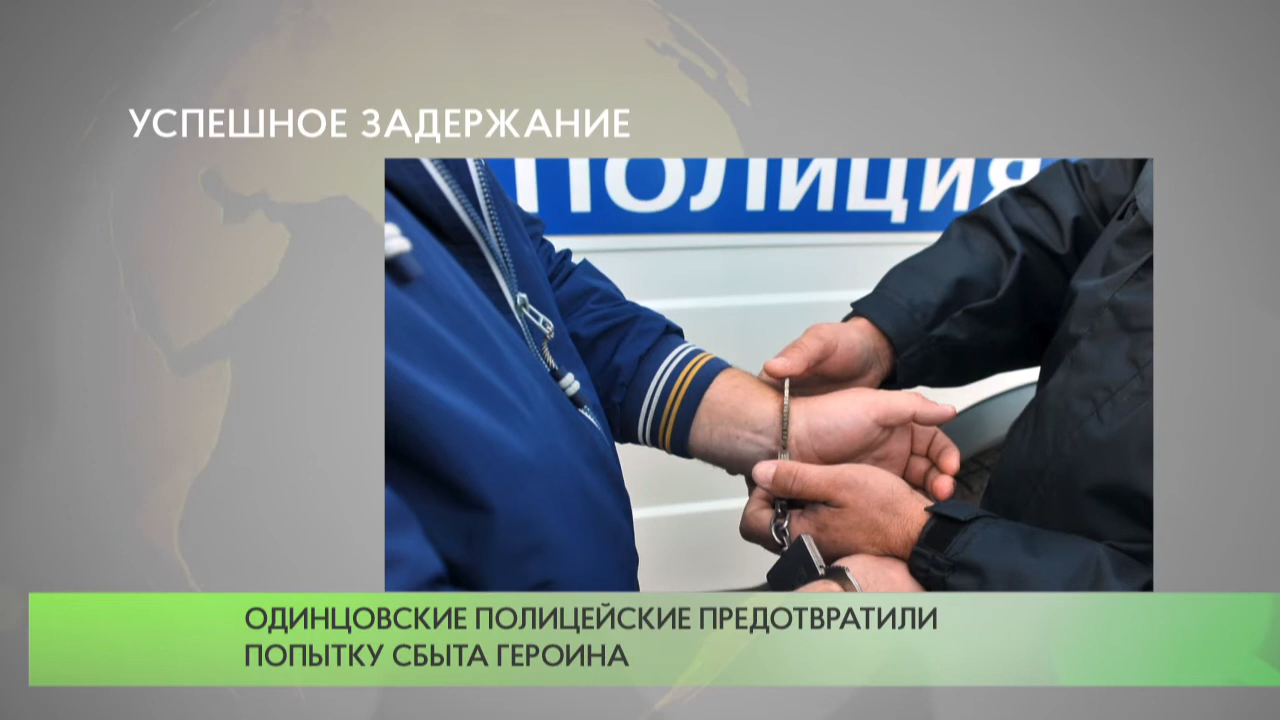 УСПЕШНОЕ ЗАДЕРЖАНИЕ
ПОЛИЦИЯ
ОДИНЦОВСКИЕ ПОЛИЦЕЙСКИЕ ПРЕДОТВРАТИЛИ
ПОПЫТКУ СБЫТА ГЕРОИНА